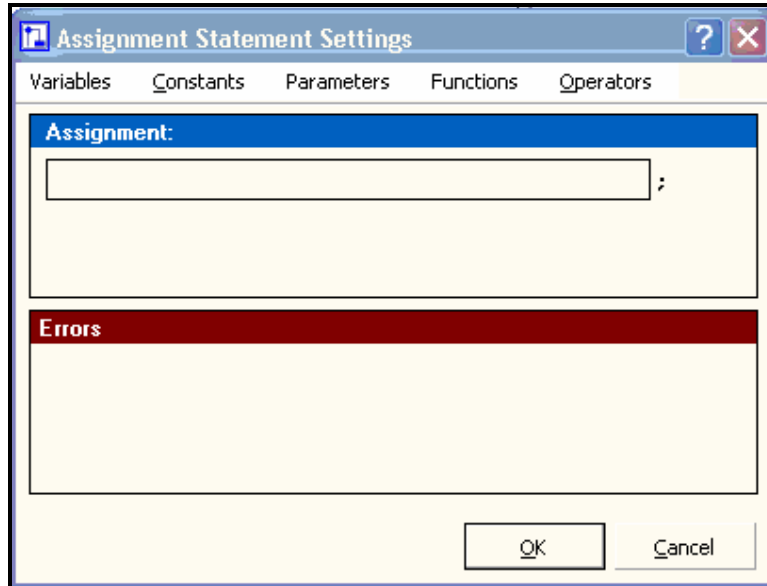 Assignment Statement Settings
Variables Constants Parameters Functions Operators
Assignment:
;
Errors
OK Cancel